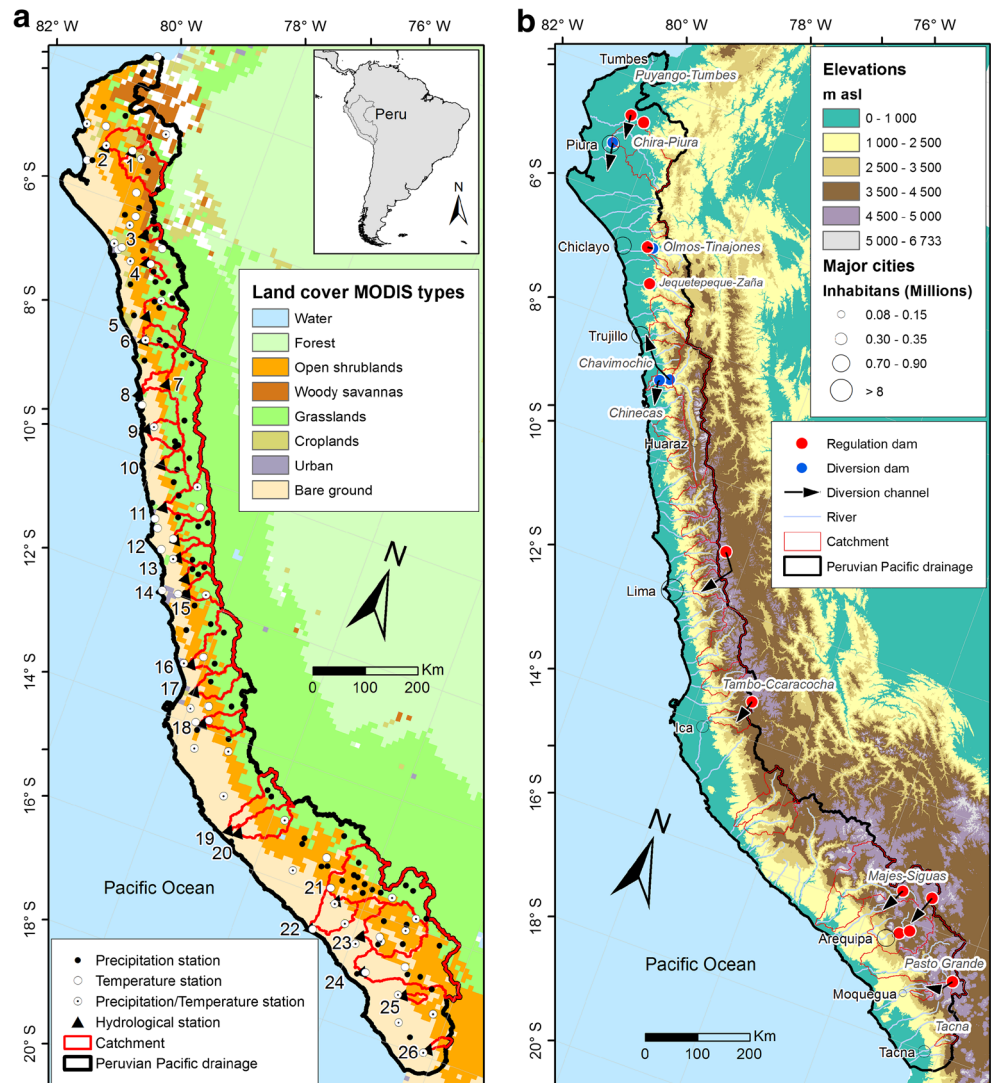 a
82° W
80° W
78° W
76° W
6° S
8° S
10° S
12° S
14° S
16° S
18° S
20° S
Peru
N
Land cover MODIS types
Water
Forest
Open shrublands
Woody savannas
Grasslands
Croplands
Urban
Bare ground
N
Km
0 100 200
1
2
3
4
5
6
7
8
9
10
11
12
13
14
15
16
17
18
19
20
21
22
23
24
25
26
Pacific Ocean
Precipitation station
Temperature station
Precipitation/Temperature station
Hydrological station
Catchment
Peruvian Pacific drainage
b
82° W
80° W
78° W
76° W
6° S
8° S
10° S
12° S
14° S
16° S
18° S
20° S
Tumbes
Puyango-Tumbes
Piura
Chira-Piura
Chiclayo
Olmos-Tinajones
Jequetepeque-Zaña
Trujillo
Chavimochic
Chinecas
Huaraz
Lima
Tambo-Ccaracocha
Ica
Majes-Siguas
Arequipa
Pasto Grande
Moquegua
Tacna
Tacna
Elevations
m asl
0 - 1 000
1 000 - 2 500
2 500 - 3 500
3 500 - 4 500
4 500 - 5 000
5 000 - 6 733
Major cities
Inhabitans (Millions)
0.08 - 0.15
0.30 - 0.35
0.70 - 0.90
> 8
Regulation dam
Diversion dam
Diversion channel
River
Catchment
Peruvian Pacific drainage
N
Pacific Ocean
Km
0 100 200